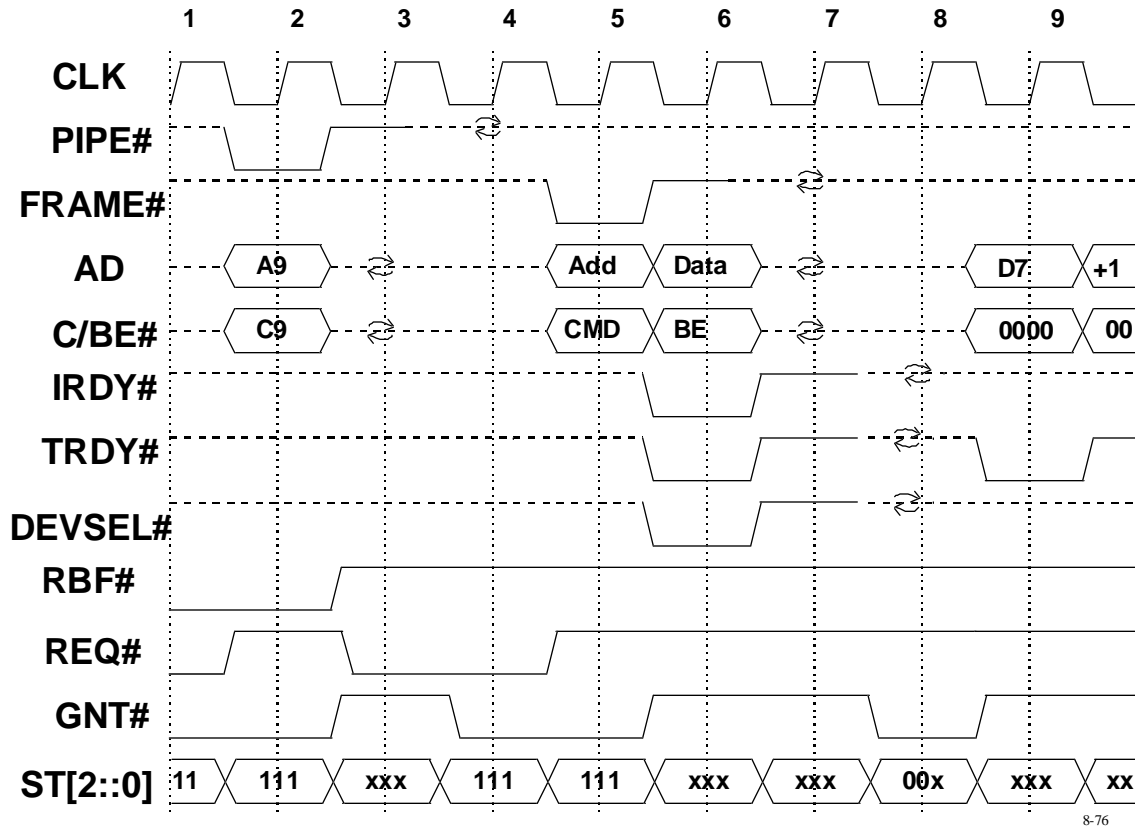 1 2 3 4 5 6 7 8 9
CLK
PIPE#
FRAME#
AD A9 Add Data D7 +1
C/BE# C9 CMD BE 0000 00
IRDY#
TRDY#
DEVSEL#
RBF#
REQ#
GNT#
ST[2::0] 11 111 xxx 111 111 xxx xxx 00x xxx xx
8-76